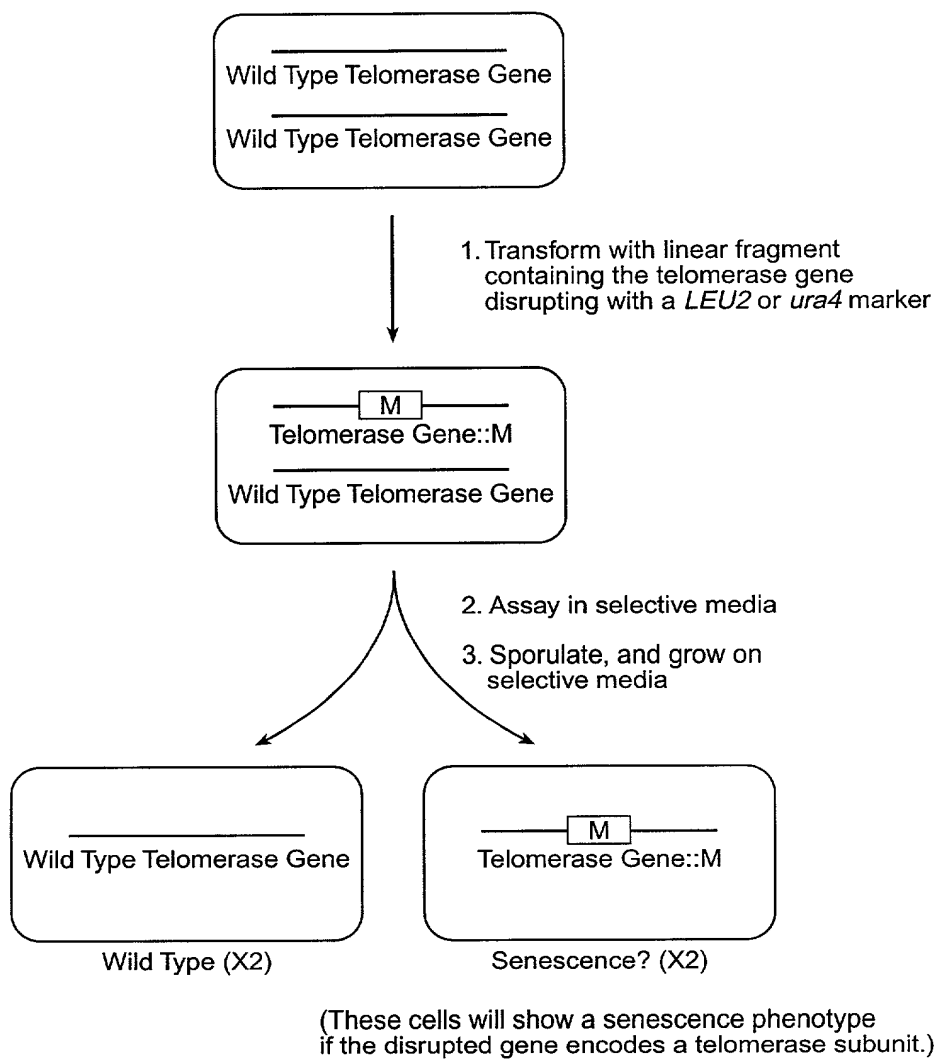 Wild Type Telomerase Gene
Wild Type Telomerase Gene
1. Transform with linear fragment
containing the telomerase gene
disrupting with a LEU2 or ura4 marker
M
Telomerase Gene::M
Wild Type Telomerase Gene
2. Assay in selective media
3. Sporulate, and grow on
selective media
Wild Type Telomerase Gene
Wild Type (X2)
M
Telomerase Gene::M
Senescence? (X2)
(These cells will show a senescence phenotype
if the disrupted gene encodes a telomerase subunit.)